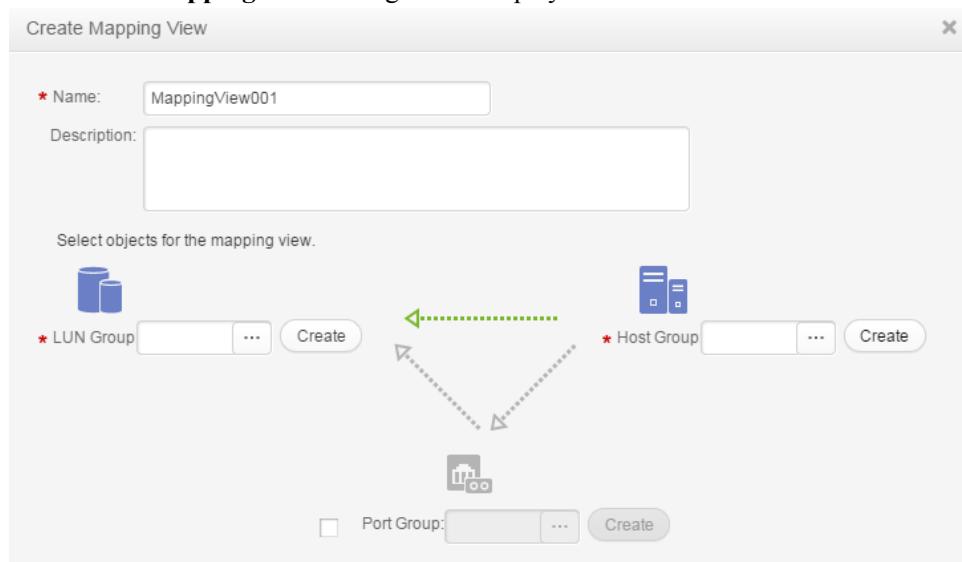 Create Mapping View
* Name: MappingView001
Description:
Select objects for the mapping view.
* LUN Group ... Create
* Host Group ... Create
Port Group: ... Create